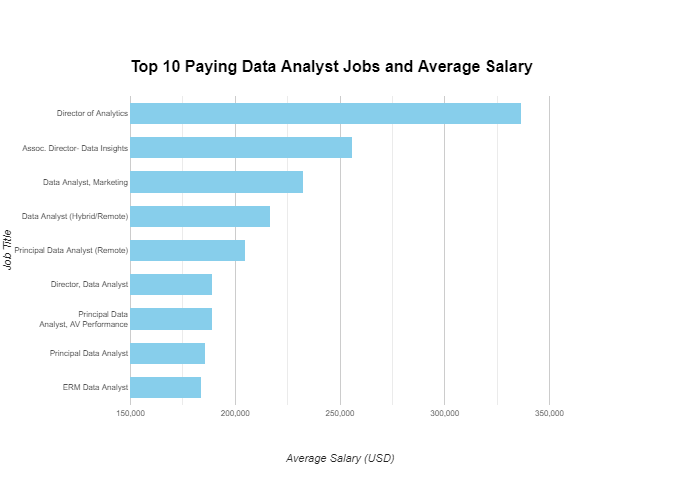 Top 10 Paying Data Analyst Jobs and Average Salary
Job Title
Director of Analytics
Assoc. Director- Data Insights
Data Analyst, Marketing
Data Analyst (Hybrid/Remote)
Principal Data Analyst (Remote)
Director, Data Analyst
Principal Data
Analyst, AV Performance
Principal Data Analyst
ERM Data Analyst
150,000 200,000 250,000 300,000 350,000
Average Salary (USD)